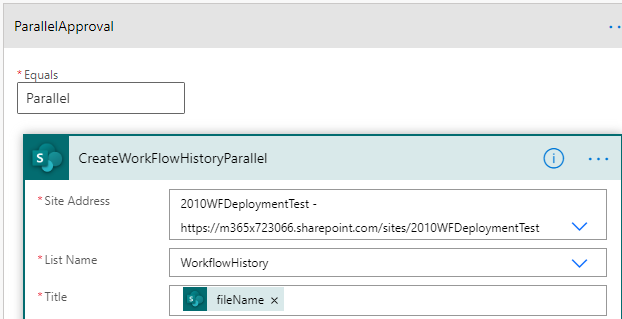 ParallelApproval
* Equals
Parallel
CreateWorkFlowHistoryParallel
* Site Address
2010WFDeploymentTest -
https://m365x723066.sharepoint.com/sites/2010WFDeploymentTest
* List Name
WorkflowHistory
* Title
fileName ×